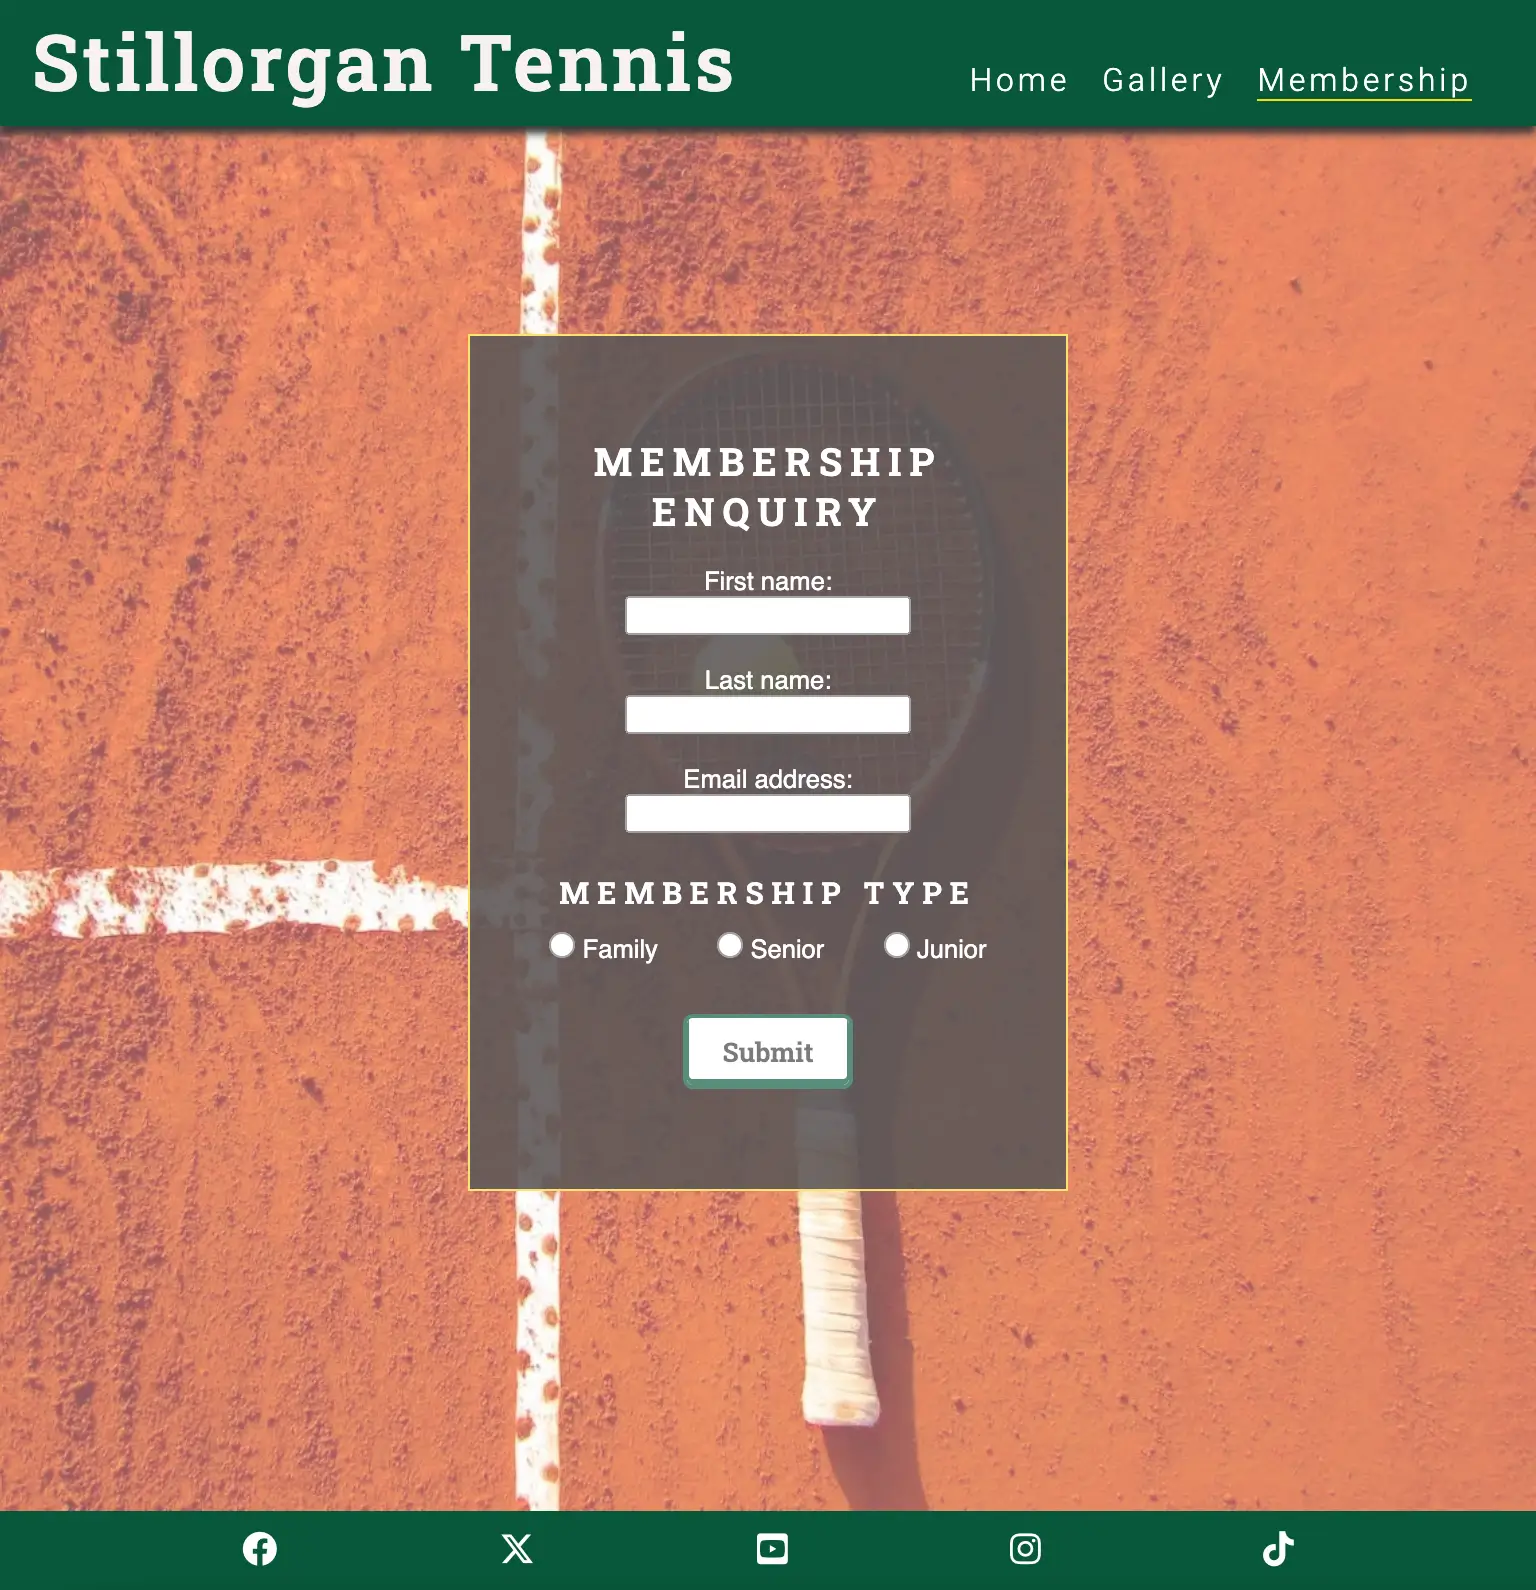 Stillorgan Tennis
Home Gallery Membership
MEMBERSHIP
ENQUIRY
First name:
Last name:
Email address:
MEMBERSHIP TYPE
Family Senior Junior
Submit